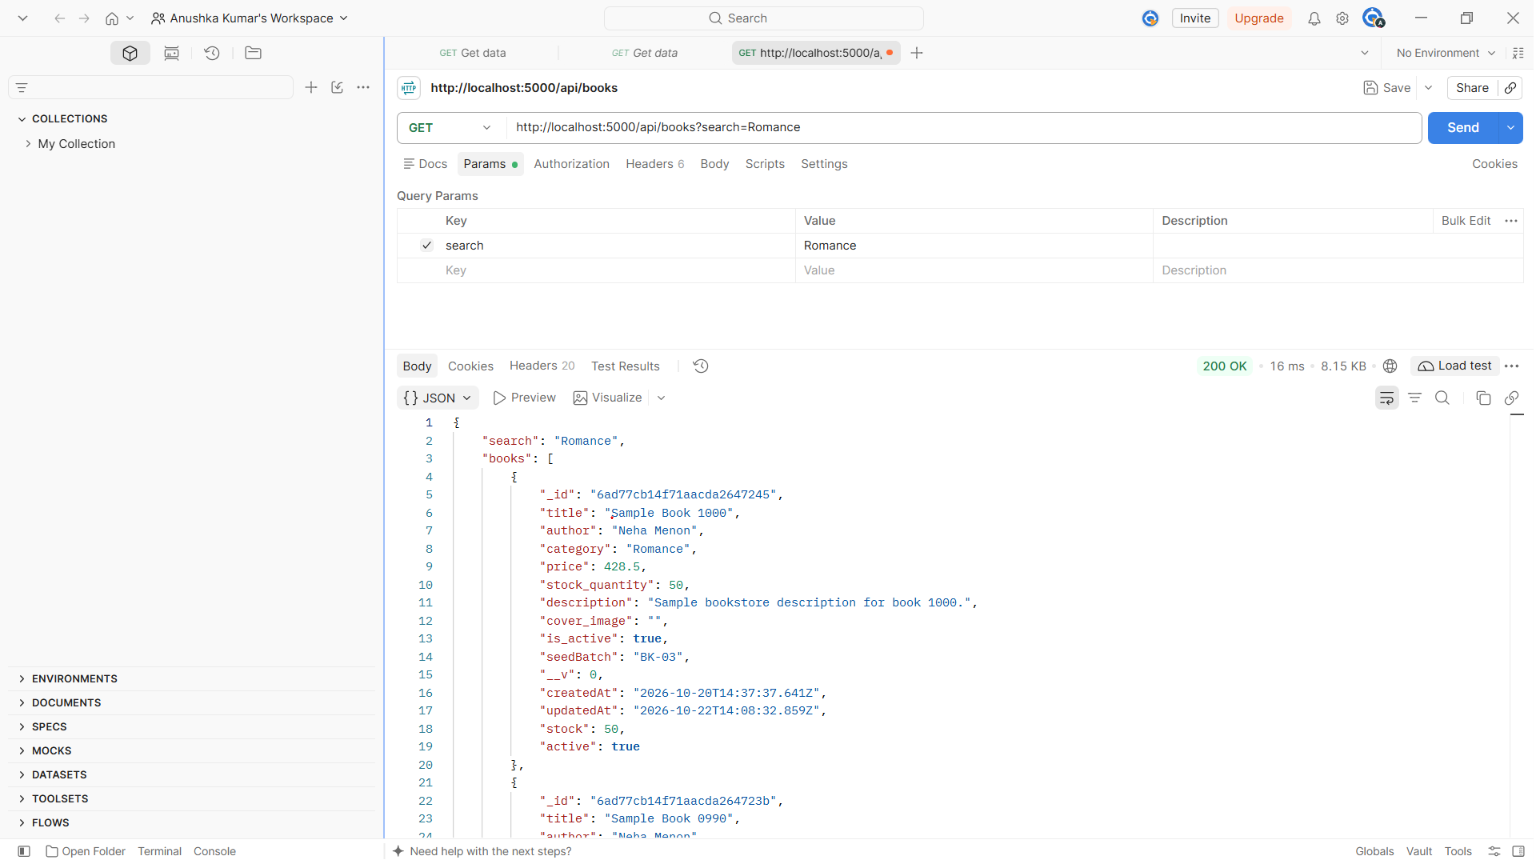 Anushka Kumar's Workspace
Search
Invite
Upgrade
GET Get data
GET Get data
GET http://localhost:5000/a
No Environment
HTTP http://localhost:5000/api/books
Save
Share
COLLECTIONS
My Collection
GET http://localhost:5000/api/books?search=Romance
Send
Docs Params Authorization Headers 6 Body Scripts Settings
Cookies
Query Params
Key Value Description Bulk Edit
search Romance
Key Value Description
Body Cookies Headers 20 Test Results
200 OK • 16 ms • 8.15 KB
Load test
{} JSON Preview Visualize
1 {
2 "search": "Romance",
3 "books": [
4 {
5 "_id": "6ad77cb14f71aacda2647245",
6 "title": "Sample Book 1000",
7 "author": "Neha Menon",
8 "category": "Romance",
9 "price": 428.5,
10 "stock_quantity": 50,
11 "description": "Sample bookstore description for book 1000.",
12 "cover_image": "",
13 "is_active": true,
14 "seedBatch": "BK-03",
15 "__v": 0,
16 "createdAt": "2026-10-20T14:37:37.641Z",
17 "updatedAt": "2026-10-22T14:08:32.859Z",
18 "stock": 50,
19 "active": true
20 },
21 {
22 "_id": "6ad77cb14f71aacda264723b",
23 "title": "Sample Book 0990",
24 "author": "Neha Menon"
ENVIRONMENTS
DOCUMENTS
SPECS
MOCKS
DATASETS
TOOLSETS
FLOWS
Open Folder Terminal Console
Need help with the next steps?
Globals Vault Tools